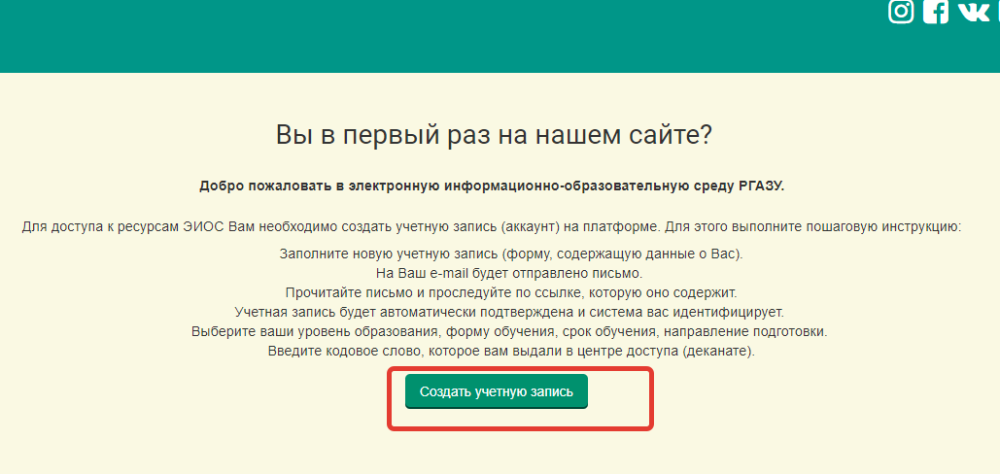 Вы в первый раз на нашем сайте?
Добро пожаловать в электронную информационно-образовательную среду РГАЗУ.
Для доступа к ресурсам ЭИОС Вам необходимо создать учетную запись (аккаунт) на платформе. Для этого выполните пошаговую инструкцию:
Заполните новую учетную запись (форму, содержащую данные о Вас).
На Ваш e-mail будет отправлено письмо.
Прочитайте письмо и проследуйте по ссылке, которую оно содержит.
Учетная запись будет автоматически подтверждена и система вас идентифицирует.
Выберите ваши уровень образования, форму обучения, срок обучения, направление подготовки.
Введите кодовое слово, которое вам выдали в центре доступа (деканате).
Создать учетную запись